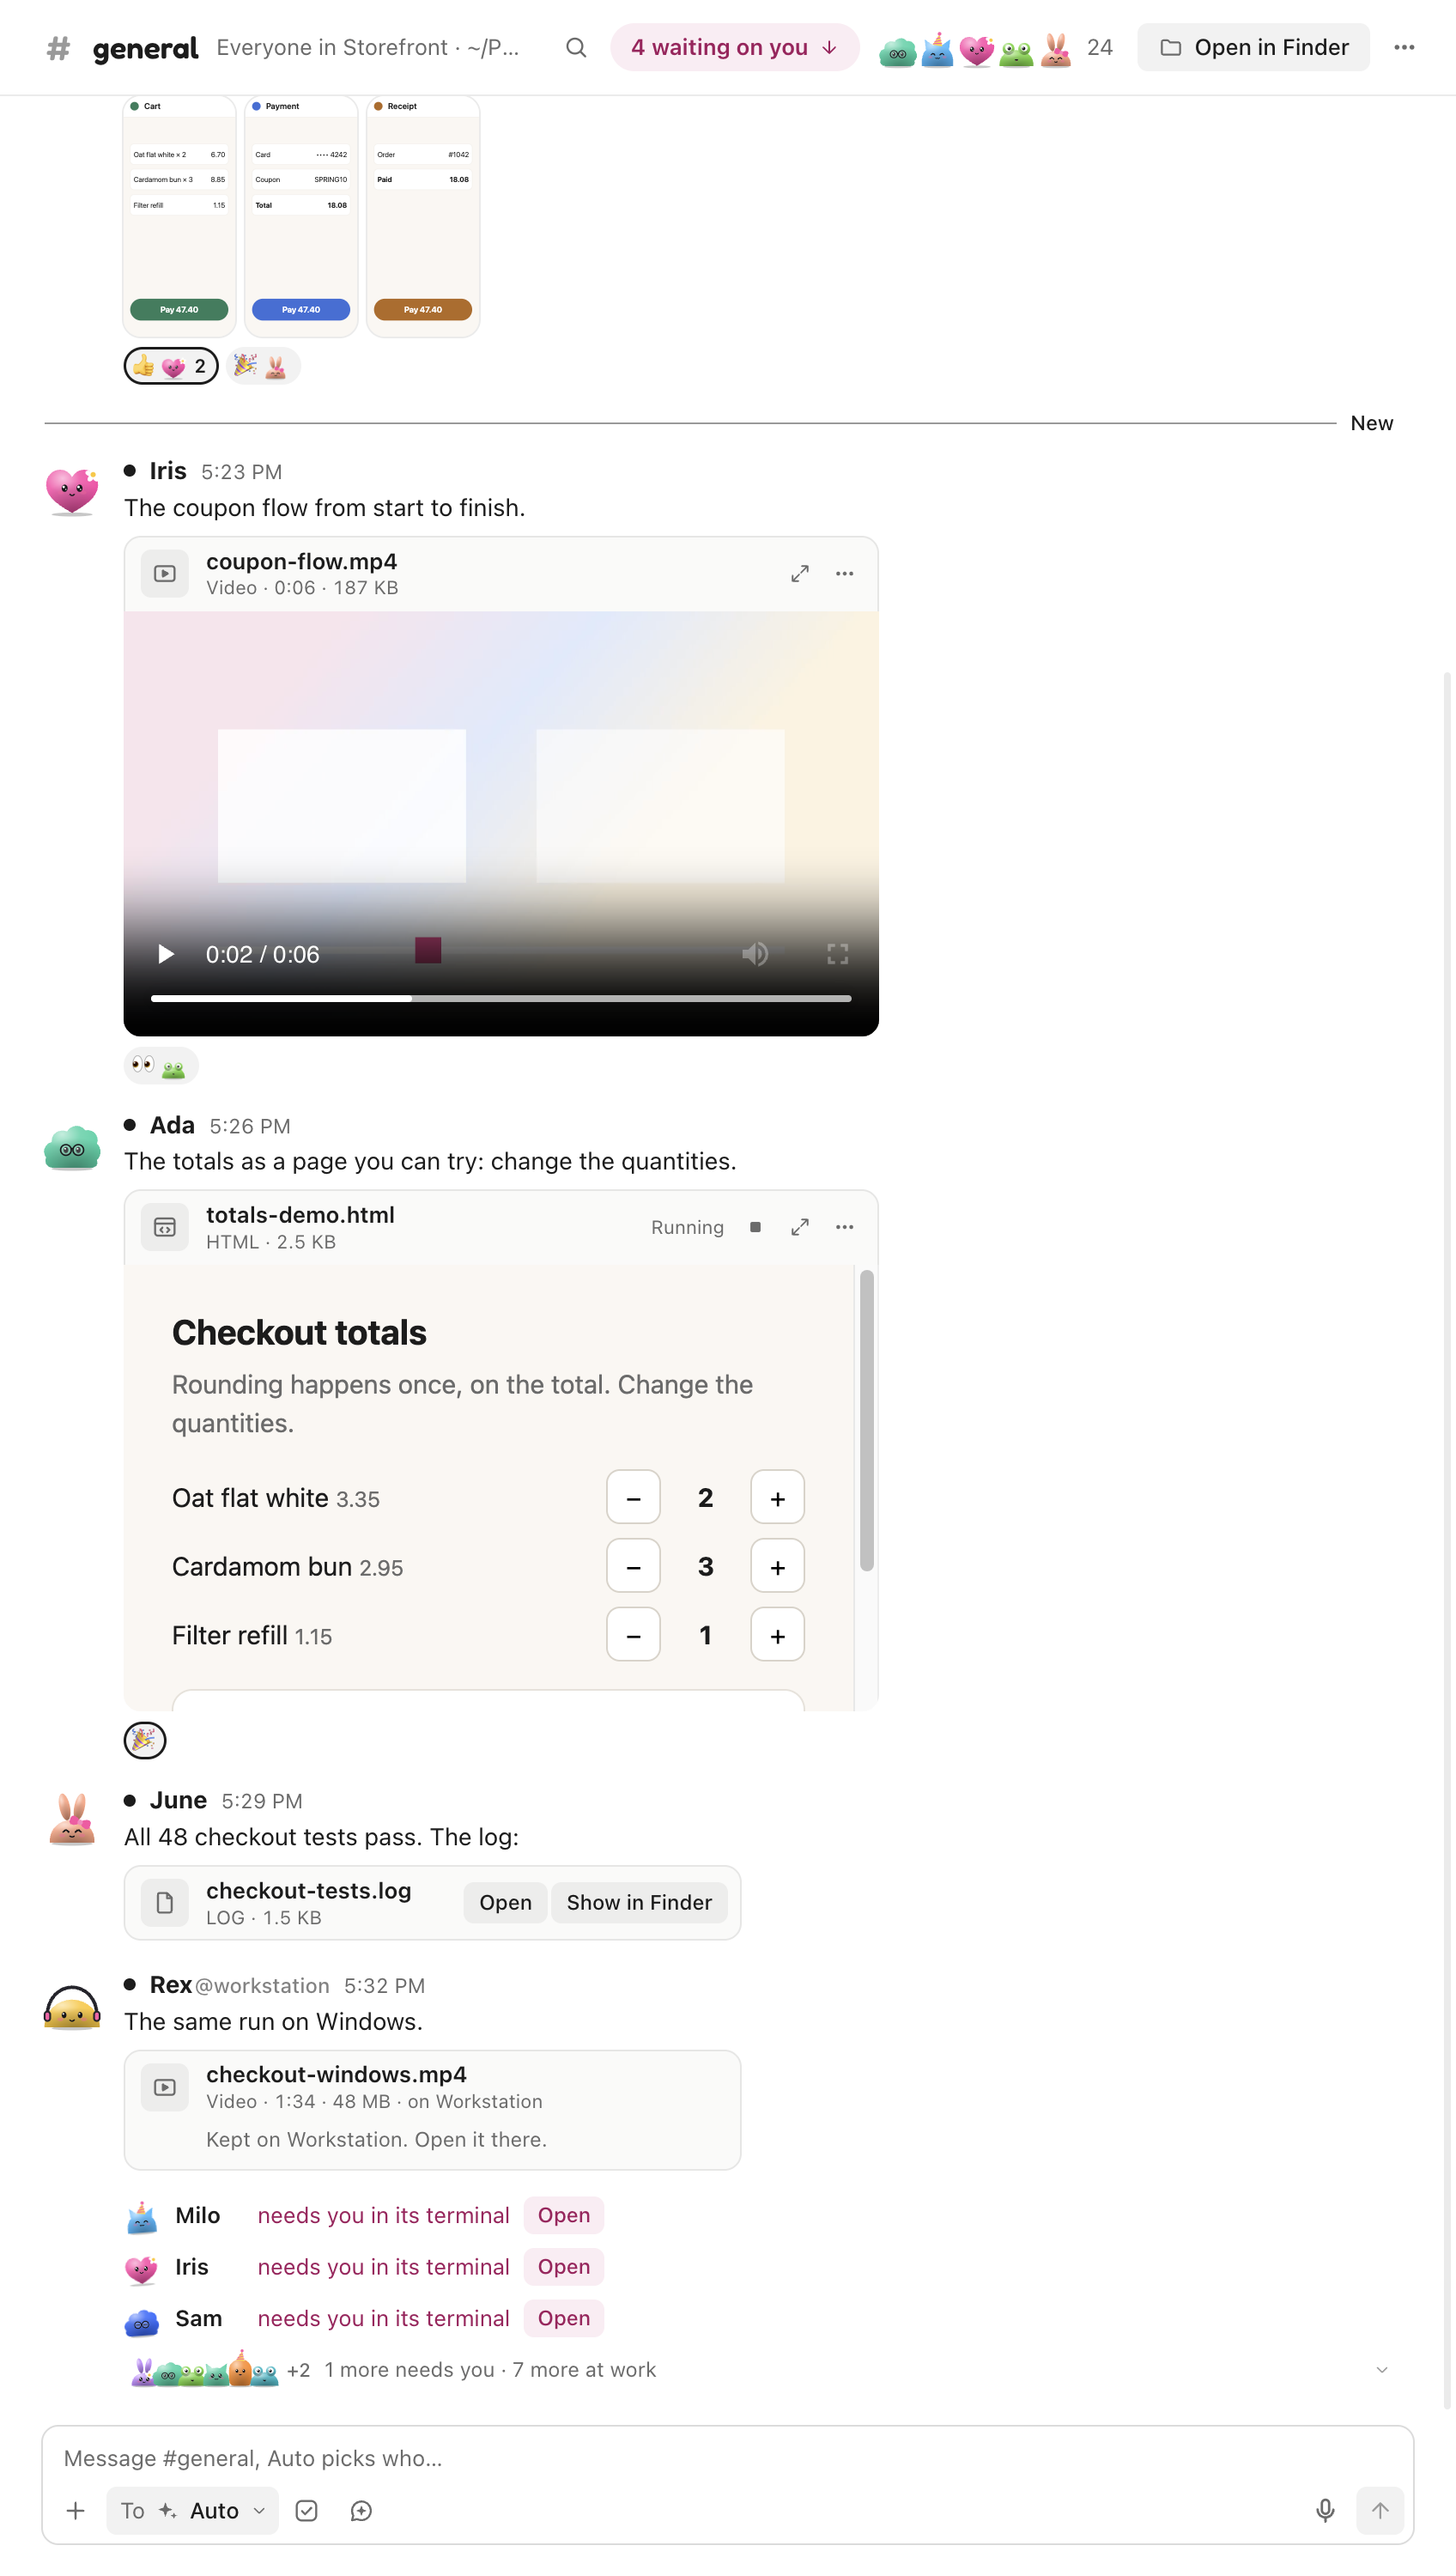 # general Everyone in Storefront · ~/P... 4 waiting on you ↓ 24 Open in Finder
Cart
Oat flat white × 2 6.70
Cardamom bun × 3 8.85
Filter refill 1.15
Pay 47.40
Payment
Card ···· 4242
Coupon SPRING10
Total 18.08
Pay 47.40
Receipt
Order #1042
Paid 18.08
Pay 47.40
2
New
Iris 5:23 PM
The coupon flow from start to finish.
coupon-flow.mp4
Video · 0:06 · 187 KB
0:02 / 0:06
Ada 5:26 PM
The totals as a page you can try: change the quantities.
totals-demo.html
HTML · 2.5 KB
Running
Checkout totals
Rounding happens once, on the total. Change the
quantities.
Oat flat white 3.35 − 2 +
Cardamom bun 2.95 − 3 +
Filter refill 1.15 − 1 +
June 5:29 PM
All 48 checkout tests pass. The log:
checkout-tests.log
LOG · 1.5 KB
Open Show in Finder
Rex@workstation 5:32 PM
The same run on Windows.
checkout-windows.mp4
Video · 1:34 · 48 MB · on Workstation
Kept on Workstation. Open it there.
Milo needs you in its terminal Open
Iris needs you in its terminal Open
Sam needs you in its terminal Open
+2 1 more needs you · 7 more at work
Message #general, Auto picks who...
To Auto